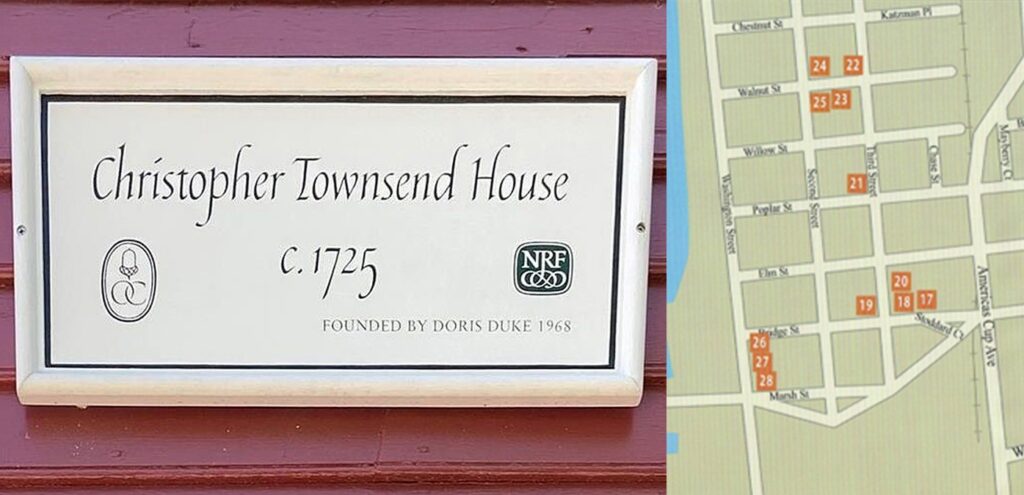 Christopher Townsend House
c. 1725
NRF
FOUNDED BY DORIS DUKE 1968
Chestnut St
Katzman Pl
24
22
Walnut St
25
23
Willow St
Third Street
Chase St
Mayberry Ct
21
Second Street
Washington Street
Poplar St
Elm St
20
19
18
17
Americas Cup Ave
Stoddard Ct
Bridge St
26
27
28
Marsh St
W